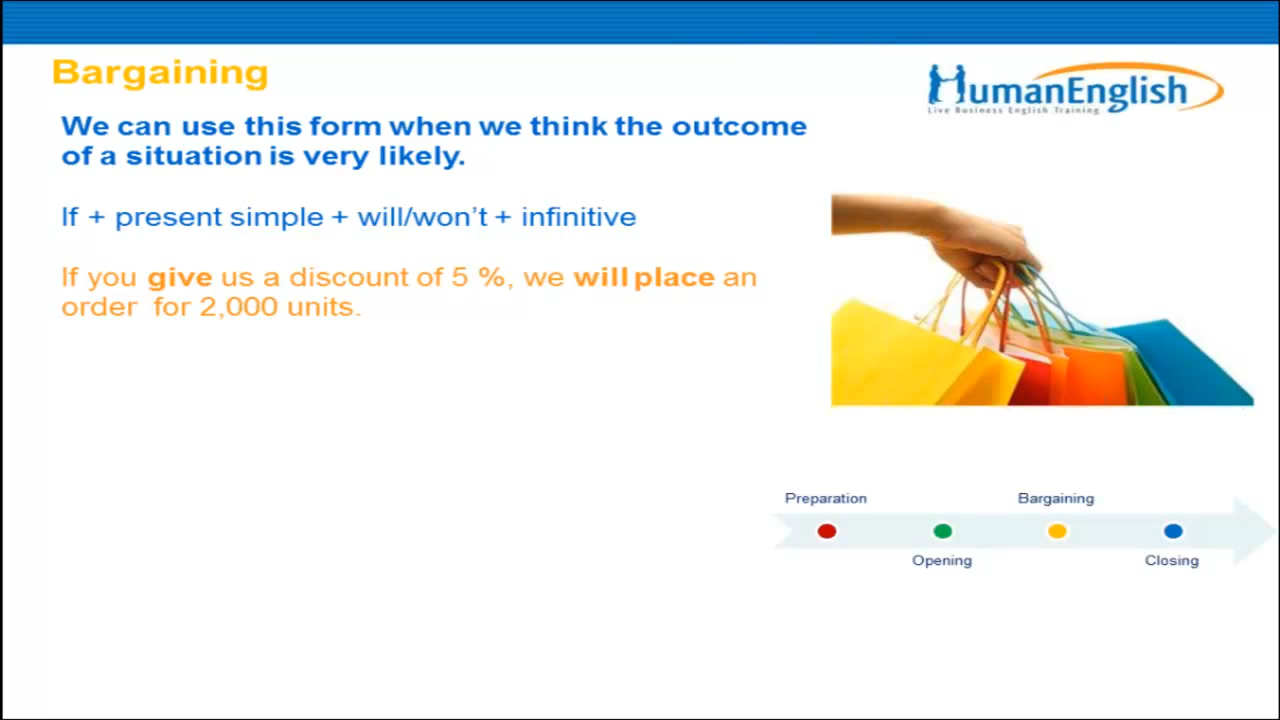 Bargaining
HumanEnglish
Live Business English Training
We can use this form when we think the outcome
of a situation is very likely.
If + present simple + will/won’t + infinitive
If you give us a discount of 5 %, we will place an
order for 2,000 units.
Preparation
Bargaining
Opening
Closing